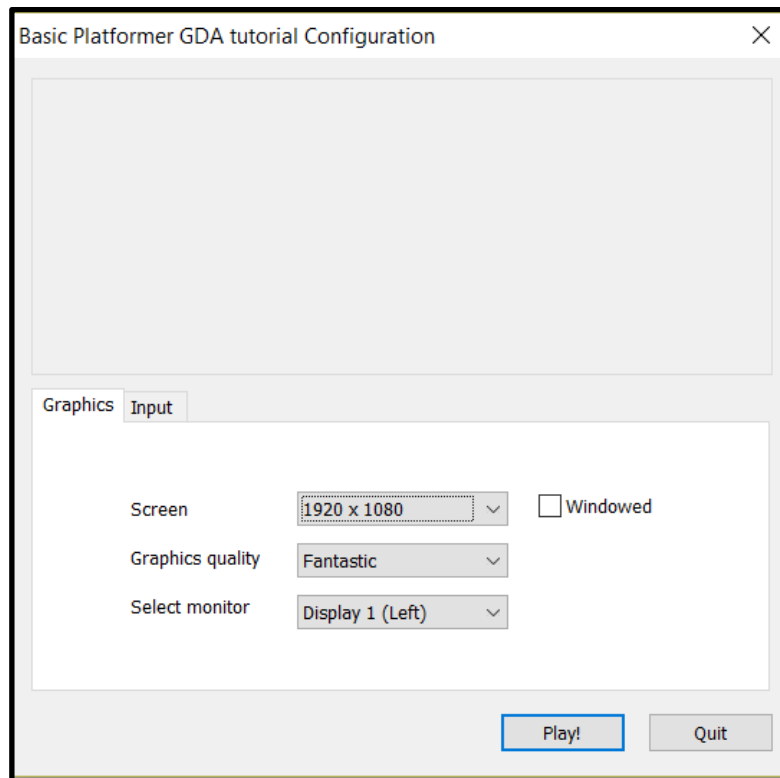 Basic Platformer GDA tutorial Configuration
Graphics Input
Screen 1920 x 1080 Windowed
Graphics quality Fantastic
Select monitor Display 1 (Left)
Play! Quit